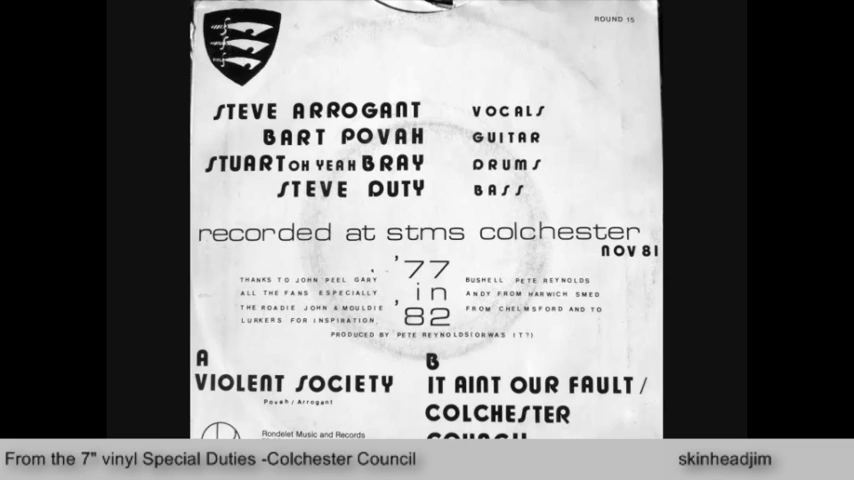 ROUND 15
STEVE ARROGANT VOCALS
BART POVAH GUITAR
STUART OH YEAH BRAY DRUMS
STEVE DUTY BASS
recorded at stms colchester
NOV 81
'77
in
'82
THANKS TO JOHN PEEL GARY
ALL THE FANS ESPECIALLY
THE ROADIE JOHN & MOULDIE
LURKERS FOR INSPIRATION
BUSHELL PETE REYNOLDS
ANDY FROM HARWICH SMED
FROM CHELMSFORD AND TO
PRODUCED BY PETE REYNOLDS(OR WAS IT?)
A
VIOLENT SOCIETY
Povah / Arrogant
B
IT AINT OUR FAULT /
COLCHESTER
COUNCIL
Rondelet Music and Records
From the 7" vinyl Special Duties -Colchester Council
skinheadjim